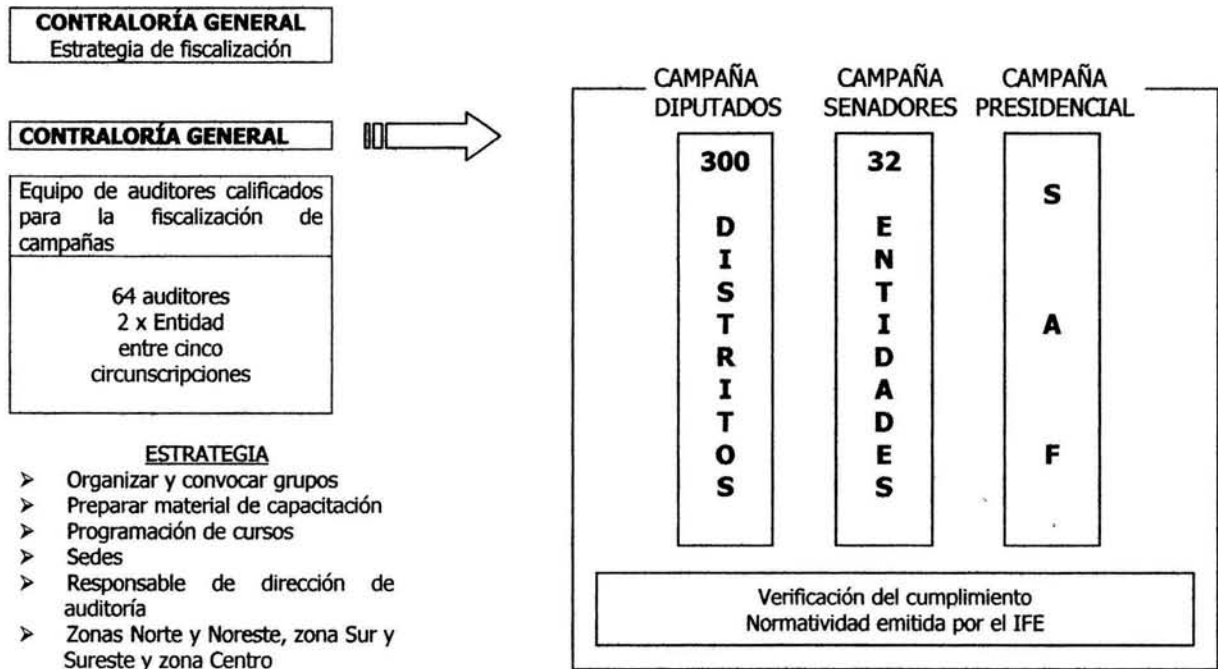 CONTRALORÍA GENERAL
Estrategia de fiscalización
CONTRALORÍA GENERAL
Equipo de auditores calificados
para la fiscalización de
campañas
64 auditores
2 x Entidad
entre cinco
circunscripciones
ESTRATEGIA
➢ Organizar y convocar grupos
➢ Preparar material de capacitación
➢ Programación de cursos
➢ Sedes
➢ Responsable de dirección de
auditoría
➢ Zonas Norte y Noreste, zona Sur y
Sureste y zona Centro
CAMPAÑA
DIPUTADOS
300
D
I
S
T
R
I
T
O
S
CAMPAÑA
SENADORES
32
E
N
T
I
D
A
D
E
S
CAMPAÑA
PRESIDENCIAL
S
A
F
Verificación del cumplimiento
Normatividad emitida por el IFE